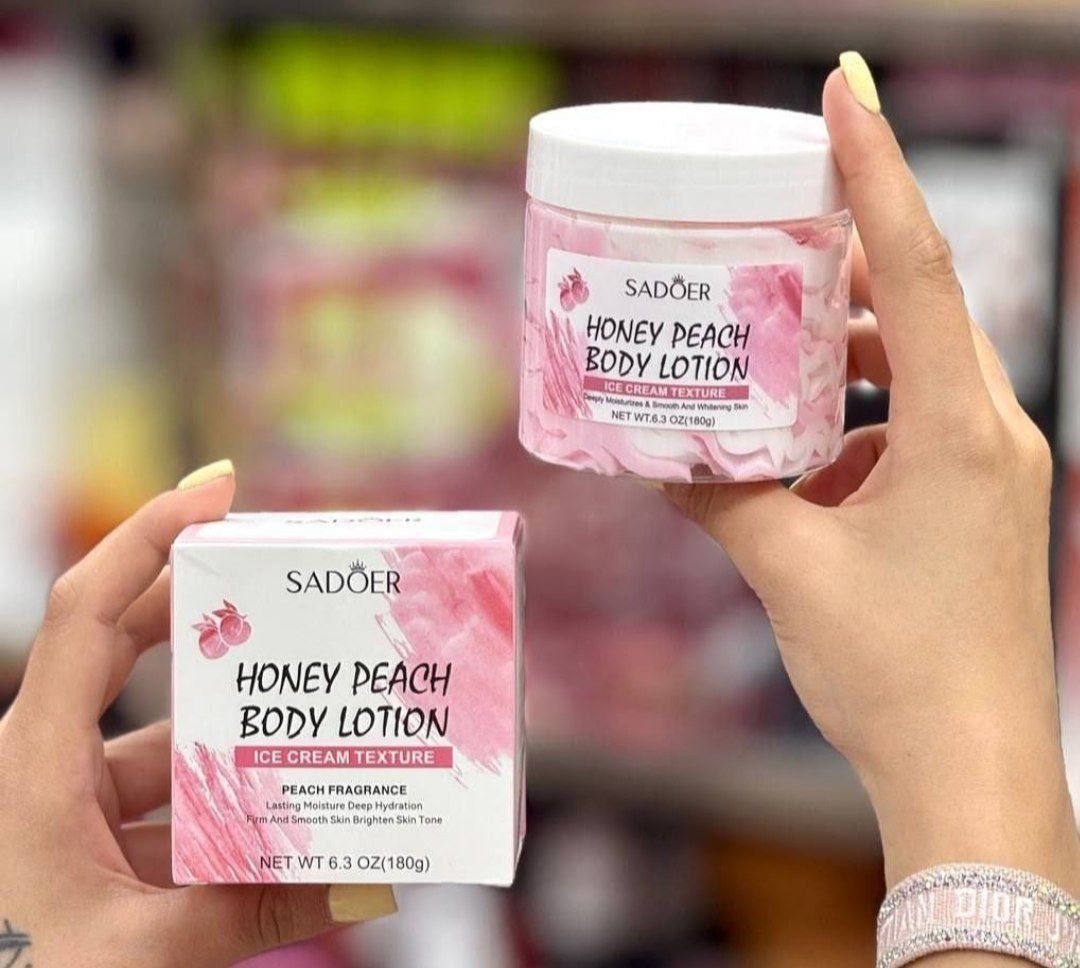 SADOER
HONEY PEACH
BODY LOTION
ICE CREAM TEXTURE
Deeply Moisturizes & Smooth And Whitening Skin
NET WT.6.3 OZ(180g)
SADOER
SADOER
HONEY PEACH
BODY LOTION
ICE CREAM TEXTURE
PEACH FRAGRANCE
Lasting Moisture Deep Hydration
Firm And Smooth Skin Brighten Skin Tone
NET WT 6.3 OZ(180g)
DIOR J